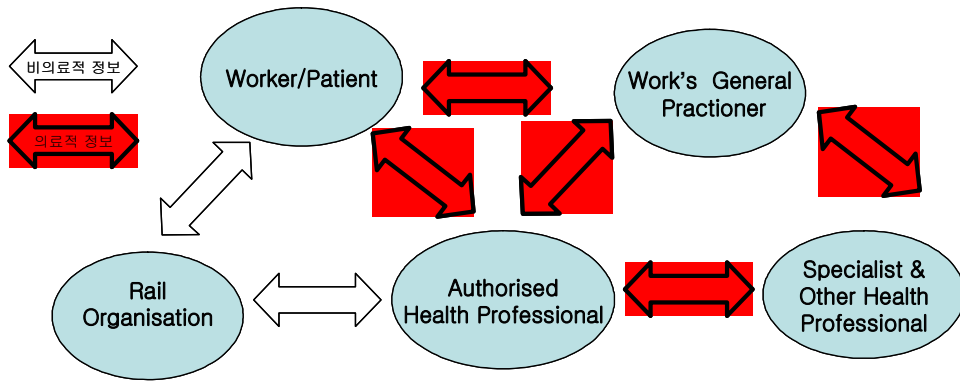 비의료적 정보
의료적 정보
Worker/Patient
Work's General
Practioner
Rail
Organisation
Authorised
Health Professional
Specialist &
Other Health
Professional